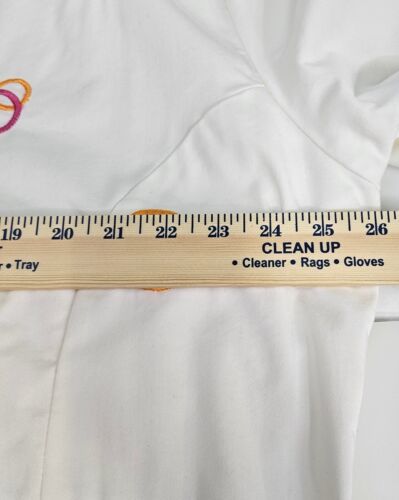 19 20 21 22 23 24 25 26
CLEAN UP
• Tray • Cleaner • Rags • Gloves